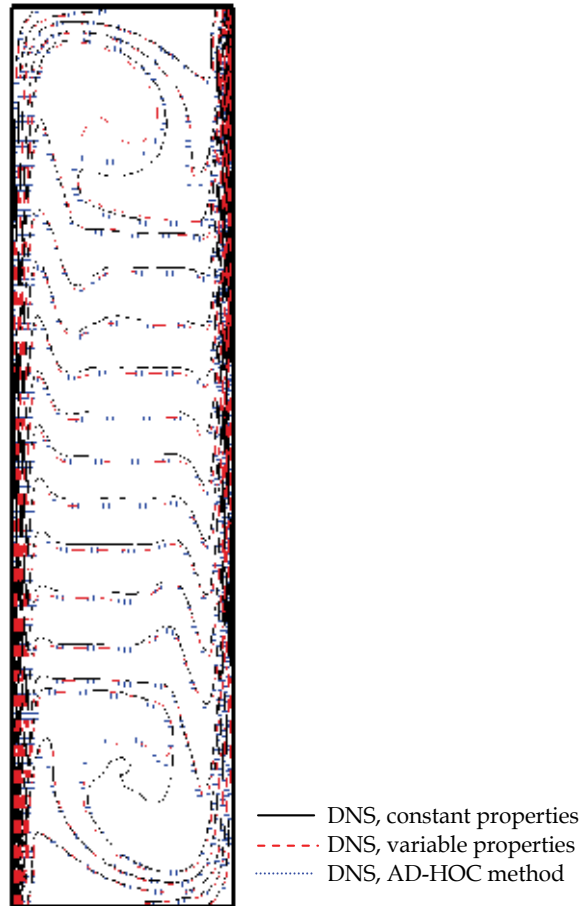 DNS, constant properties
DNS, variable properties
DNS, AD-HOC method